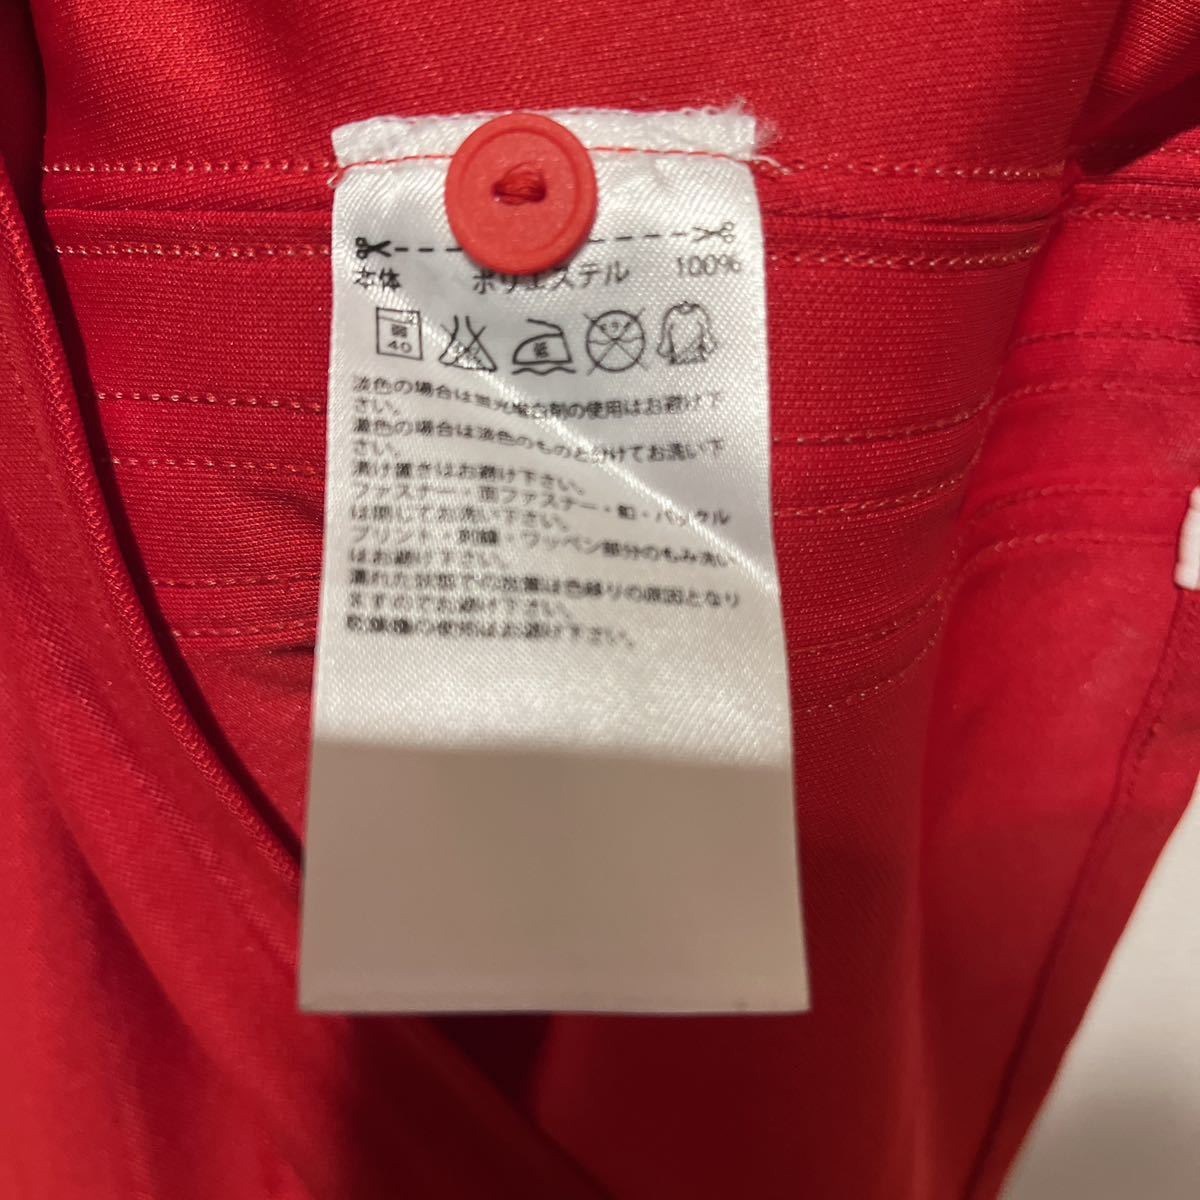 本体 ポリエステル 100%
弱
40
低
淡色の場合は蛍光増白剤の使用はお避け下
さい。
濃色の場合は淡色のものと分けてお洗い下
さい。
漬け置きはお避け下さい。
ファスナー・面ファスナー・釦・バックル
は閉じてお洗い下さい。
プリント・刺繍・ワッペン部分のもみ洗い
はお避け下さい。
濡れた状態での放置は色移りの原因となり
ますのでお避け下さい。
乾燥機の使用はお避け下さい。